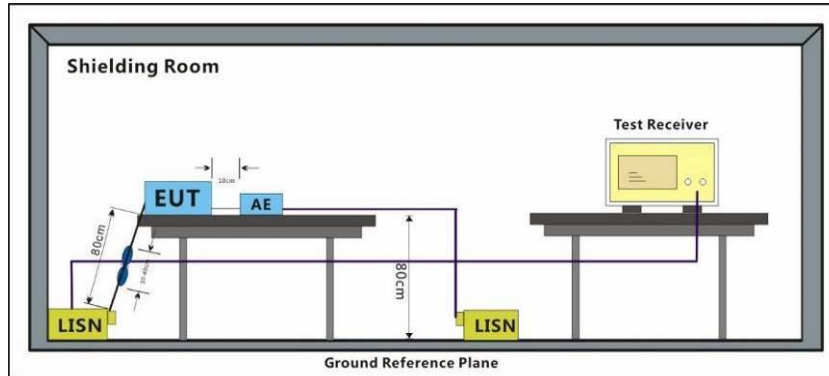 Shielding Room
Test Receiver
10cm
EUT
AE
80cm
80cm
LISN
LISN
Ground Reference Plane